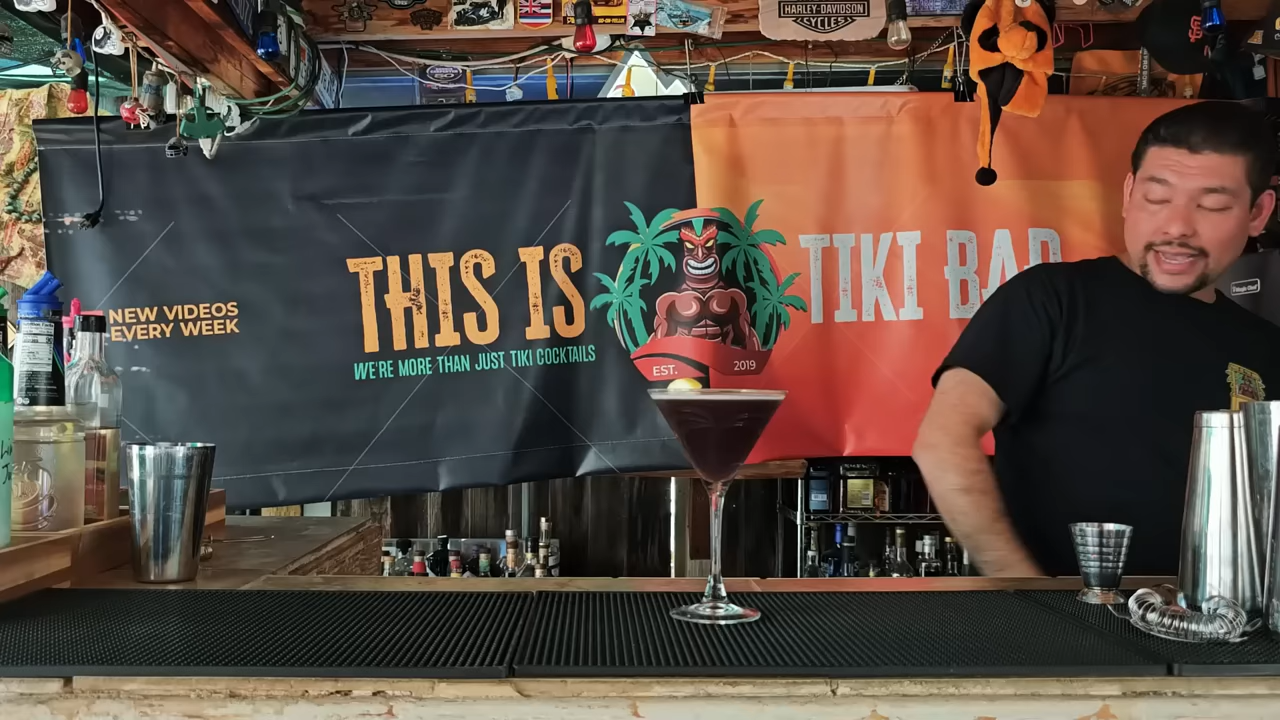 HARLEY-DAVIDSON
CYCLES
NEW VIDEOS
EVERY WEEK
THIS IS
WE'RE MORE THAN JUST TIKI COCKTAILS
EST. 2019
TIKI BAR